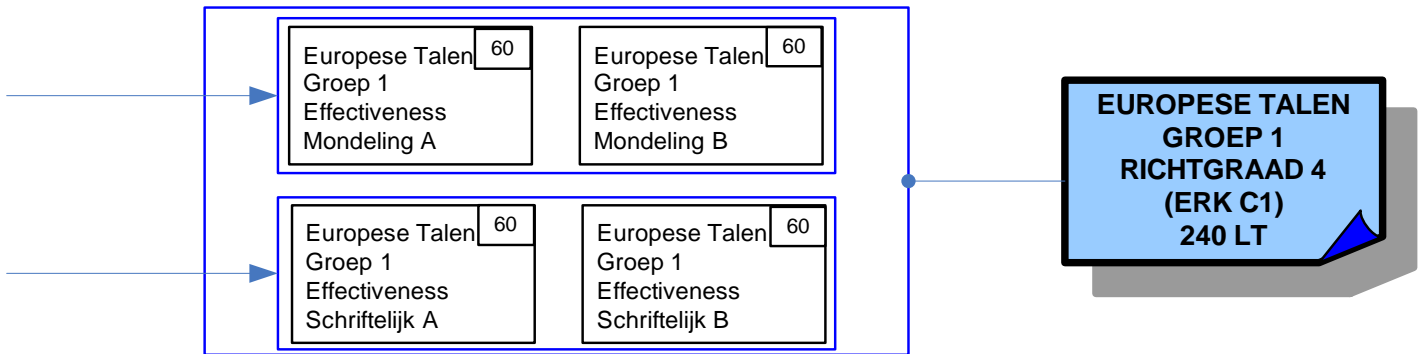 Europese Talen 60
Groep 1
Effectiveness
Mondeling A
Europese Talen 60
Groep 1
Effectiveness
Mondeling B
Europese Talen 60
Groep 1
Effectiveness
Schriftelijk A
Europese Talen 60
Groep 1
Effectiveness
Schriftelijk B
EUROPESE TALEN
GROEP 1
RICHTGRAAD 4
(ERK C1)
240 LT